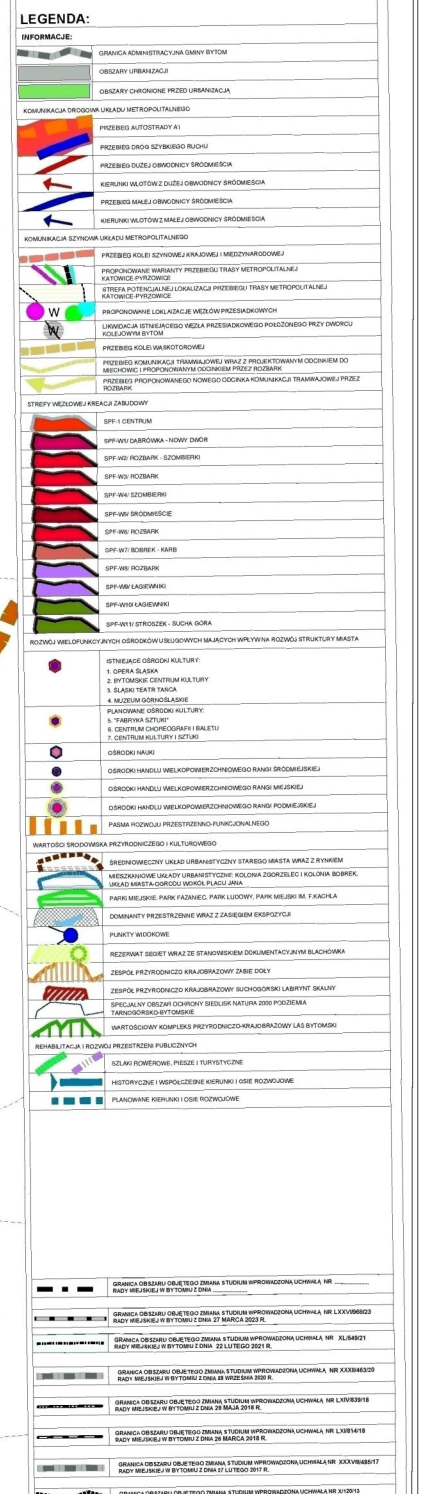 LEGENDA:
INFORMACJE:
GRANICA ADMINISTRACYJNA GMINY BYTOM
OBSZARY URBANIZACJI
OBSZARY CHRONIONE PRZED URBANIZACJĄ
KOMUNIKACJA DROGOWA UKŁADU METROPOLITALNEGO
PRZEBIEG AUTOSTRADY A1
PRZEBIEG DRÓG SZYBKIEGO RUCHU
PRZEBIEG DUŻEJ OBWODNICY ŚRÓDMIEŚCIA
KIERUNKI WLOTÓW Z DUŻEJ OBWODNICY ŚRÓDMIEŚCIA
PRZEBIEG MAŁEJ OBWODNICY ŚRÓDMIEŚCIA
KIERUNKI WLOTÓW Z MAŁEJ OBWODNICY ŚRÓDMIEŚCIA
KOMUNIKACJA SZYNOWA UKŁADU METROPOLITALNEGO
PRZEBIEG KOLEI SZYNOWEJ KRAJOWEJ I MIĘDZYNARODOWEJ
PROPONOWANE WARIANTY PRZEBIEGU TRASY METROPOLITALNEJ
KATOWICE-PYRZOWICE
STREFA POTENCJALNEJ LOKALIZACJI PRZEBIEGU TRASY METROPOLITALNEJ
KATOWICE-PYRZOWICE
W
PROPONOWANE LOKLAIZACJE WĘZŁÓW PRZESIADKOWYCH
W
LIKWIDACJA ISTNIEJĄCEGO WĘZŁA PRZESIADKOWEGO POŁOŻONEGO PRZY DWORCU
KOLEJOWYM BYTOM
PRZEBIEG KOLEI WĄSKOTOROWEJ
PRZEBIEG KOMUNIKACJI TRAMWAJOWEJ WRAZ Z PROJEKTOWANYM ODCINKIEM DO
MIECHOWIC I PROPONOWANYM ODCINKIEM PRZEZ ROZBARK
PRZEBIEG PROPONOWANEGO NOWEGO ODCINKA KOMUNIKACJI TRAMWAJOWEJ PRZEZ
ROZBARK
STREFY WĘZŁOWEJ KREACJI ZABUDOWY
SPF-1 CENTRUM
SPF-W1/ DĄBRÓWKA - NOWY DWÓR
SPF-W2/ ROZBARK - SZOMBIERKI
SPF-W3/ ROZBARK
SPF-W4/ SZOMBIERKI
SPF-W5/ ŚRÓDMIEŚCIE
SPF-W6/ ROZBARK
SPF-W7/ BOBREK - KARB
SPF-W8/ ROZBARK
SPF-W9/ ŁAGIEWNIKI
SPF-W10/ ŁAGIEWNIKI
SPF-W11/ STROSZEK - SUCHA GÓRA
ROZWÓJ WIELOFUNKCYJNYCH OŚRODKÓW USŁUGOWYCH MAJĄCYCH WPŁYW NA ROZWÓJ STRUKTURY MIASTA
ISTNIEJĄCE OŚRODKI KULTURY:
1. OPERA ŚLĄSKA
2. BYTOMSKIE CENTRUM KULTURY
3. ŚLĄSKI TEATR TAŃCA
4. MUZEUM GÓRNOŚLĄSKIE
PLANOWANE OŚRODKI KULTURY:
5. "FABRYKA SZTUKI"
6. CENTRUM CHOREOGRAFII I BALETU
7. CENTRUM KULTURY I SZTUKI
OŚRODKI NAUKI
OŚRODKI HANDLU WIELKOPOWIERZCHNIOWEGO RANGI ŚRÓDMIEJSKIEJ
OŚRODKI HANDLU WIELKOPOWIERZCHNIOWEGO RANGI MIEJSKIEJ
OŚRODKI HANDLU WIELKOPOWIERZCHNIOWEGO RANGI PODMIEJSKIEJ
PASMA ROZWOJU PRZESTRZENNO-FUNKCJONALNEGO
WARTOŚCI ŚRODOWISKA PRZYRODNICZEGO I KULTUROWEGO
ŚREDNIOWIECZNY UKŁAD URBANISTYCZNY STAREGO MIASTA WRAZ Z RYNKIEM
MIESZKANIOWE UKŁADY URBANISTYCZNE: KOLONIA ZGORZELEC I KOLONIA BOBREK,
UKŁAD MIASTA-OGRODU WOKÓŁ PLACU JANA
PARKI MIEJSKIE: PARK FAZANIEC, PARK LUDOWY, PARK MIEJSKI IM. F.KACHLA
DOMINANTY PRZESTRZENNE WRAZ Z ZASIĘGIEM EKSPOZYCJI
PUNKTY WIDOKOWE
REZERWAT SEGIET WRAZ ZE STANOWISKIEM DOKUMENTACYJNYM BLACHÓWKA
ZESPÓŁ PRZYRODNICZO KRAJOBRAZOWY ŻABIE DOŁY
ZESPÓŁ PRZYRODNICZO KRAJOBRAZOWY SUCHOGÓRSKI LABIRYNT SKALNY
SPECJALNY OBSZAR OCHRONY SIEDLISK NATURA 2000 PODZIEMIA
TARNOGÓRSKO-BYTOMSKIE
WARTOŚCIOWY KOMPLEKS PRZYRODNICZO-KRAJOBRAZOWY LAS BYTOMSKI
REHABILITACJA I ROZWÓJ PRZESTRZENI PUBLICZNYCH
SZLAKI ROWEROWE, PIESZE I TURYSTYCZNE
HISTORYCZNE I WSPÓŁCZESNE KIERUNKI I OSIE ROZWOJOWE
PLANOWANE KIERUNKI I OSIE ROZWOJOWE
GRANICA OBSZARU OBJĘTEGO ZMIANĄ STUDIUM WPROWADZONĄ UCHWAŁĄ NR ___________
RADY MIEJSKIEJ W BYTOMIU Z DNIA ___________
GRANICA OBSZARU OBJĘTEGO ZMIANĄ STUDIUM WPROWADZONĄ UCHWAŁĄ NR LXXVI/968/23
RADY MIEJSKIEJ W BYTOMIU Z DNIA 27 MARCA 2023 R.
GRANICA OBSZARU OBJĘTEGO ZMIANĄ STUDIUM WPROWADZONĄ UCHWAŁĄ NR XL/549/21
RADY MIEJSKIEJ W BYTOMIU Z DNIA 22 LUTEGO 2021 R.
GRANICA OBSZARU OBJĘTEGO ZMIANĄ STUDIUM WPROWADZONĄ UCHWAŁĄ NR XXXII/463/20
RADY MIEJSKIEJ W BYTOMIU Z DNIA 28 WRZEŚNIA 2020 R.
GRANICA OBSZARU OBJĘTEGO ZMIANĄ STUDIUM WPROWADZONĄ UCHWAŁĄ NR LXIV/839/18
RADY MIEJSKIEJ W BYTOMIU Z DNIA 28 MAJA 2018 R.
GRANICA OBSZARU OBJĘTEGO ZMIANĄ STUDIUM WPROWADZONĄ UCHWAŁĄ NR LXI/814/18
RADY MIEJSKIEJ W BYTOMIU Z DNIA 26 MARCA 2018 R.
GRANICA OBSZARU OBJĘTEGO ZMIANĄ STUDIUM WPROWADZONĄ UCHWAŁĄ NR XXXVIII/485/17
RADY MIEJSKIEJ W BYTOMIU Z DNIA 27 LUTEGO 2017 R.
GRANICA OBSZARU OBJĘTEGO ZMIANĄ STUDIUM WPROWADZONĄ UCHWAŁĄ NR X/120/13